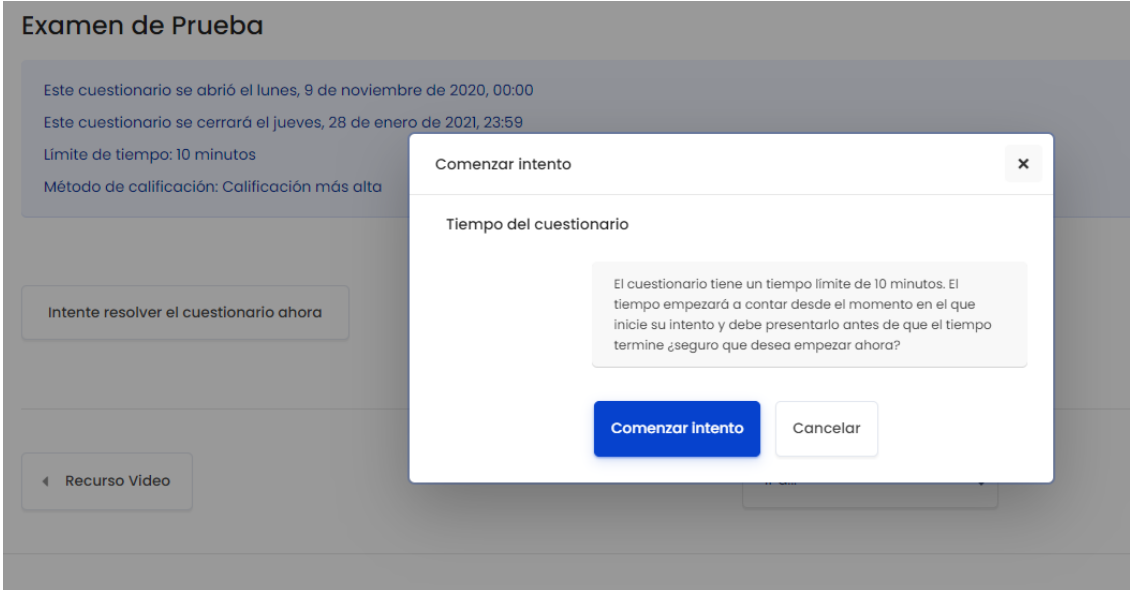 Examen de Prueba
Este cuestionario se abrió el lunes, 9 de noviembre de 2020, 00:00
Este cuestionario se cerrará el jueves, 28 de enero de 2021, 23:59
Límite de tiempo: 10 minutos
Método de calificación: Calificación más alta
Comenzar intento
Tiempo del cuestionario
El cuestionario tiene un tiempo límite de 10 minutos. El
tiempo empezará a contar desde el momento en el que
inicie su intento y debe presentarlo antes de que el tiempo
termine ¿seguro que desea empezar ahora?
Intente resolver el cuestionario ahora
Comenzar intento
Cancelar
Recurso Video